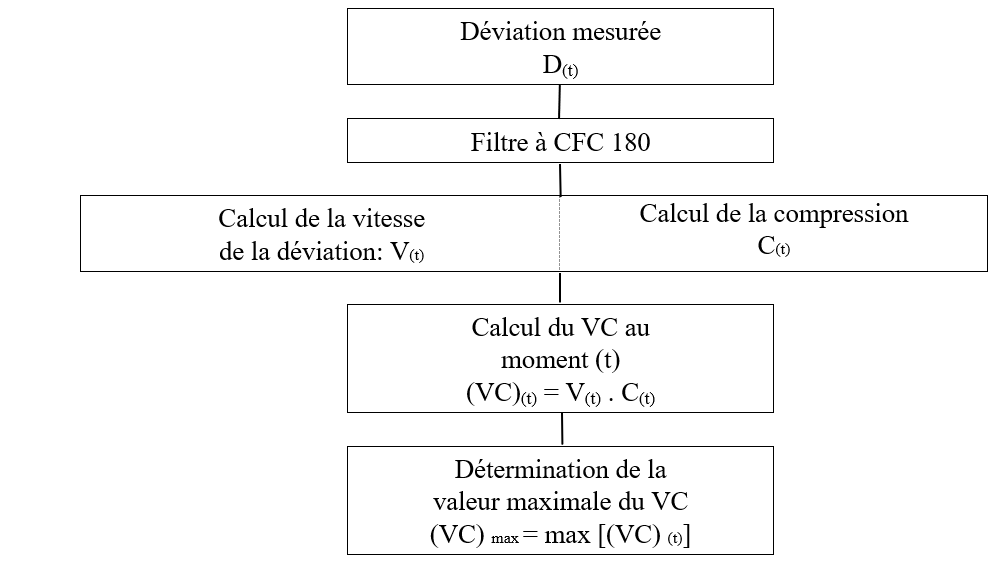 Déviation mesurée
D(t)
Filtre à CFC 180
Calcul de la vitesse
de la déviation: V(t)
Calcul de la compression
C(t)
Calcul du VC au
moment (t)
(VC)(t) = V(t) . C(t)
Détermination de la
valeur maximale du VC
(VC) max = max [(VC) (t)]